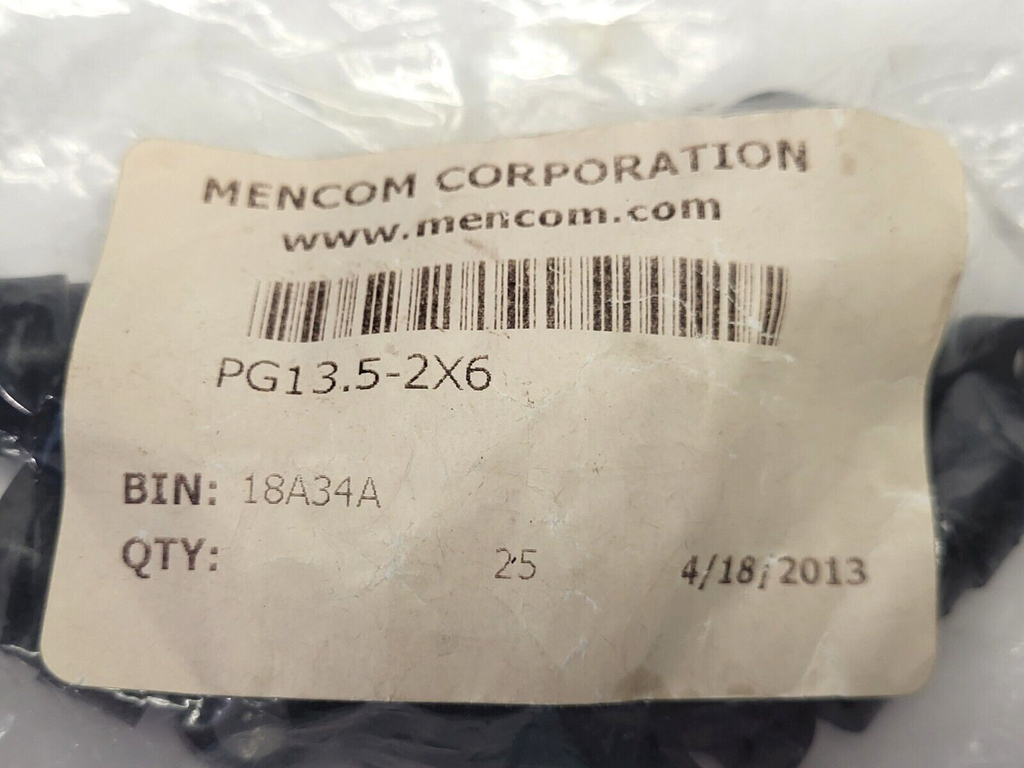 MENCOM CORPORATION
www.mencom.com
PG13.5-2X6
BIN: 18A34A
QTY: 25 4/18/2013